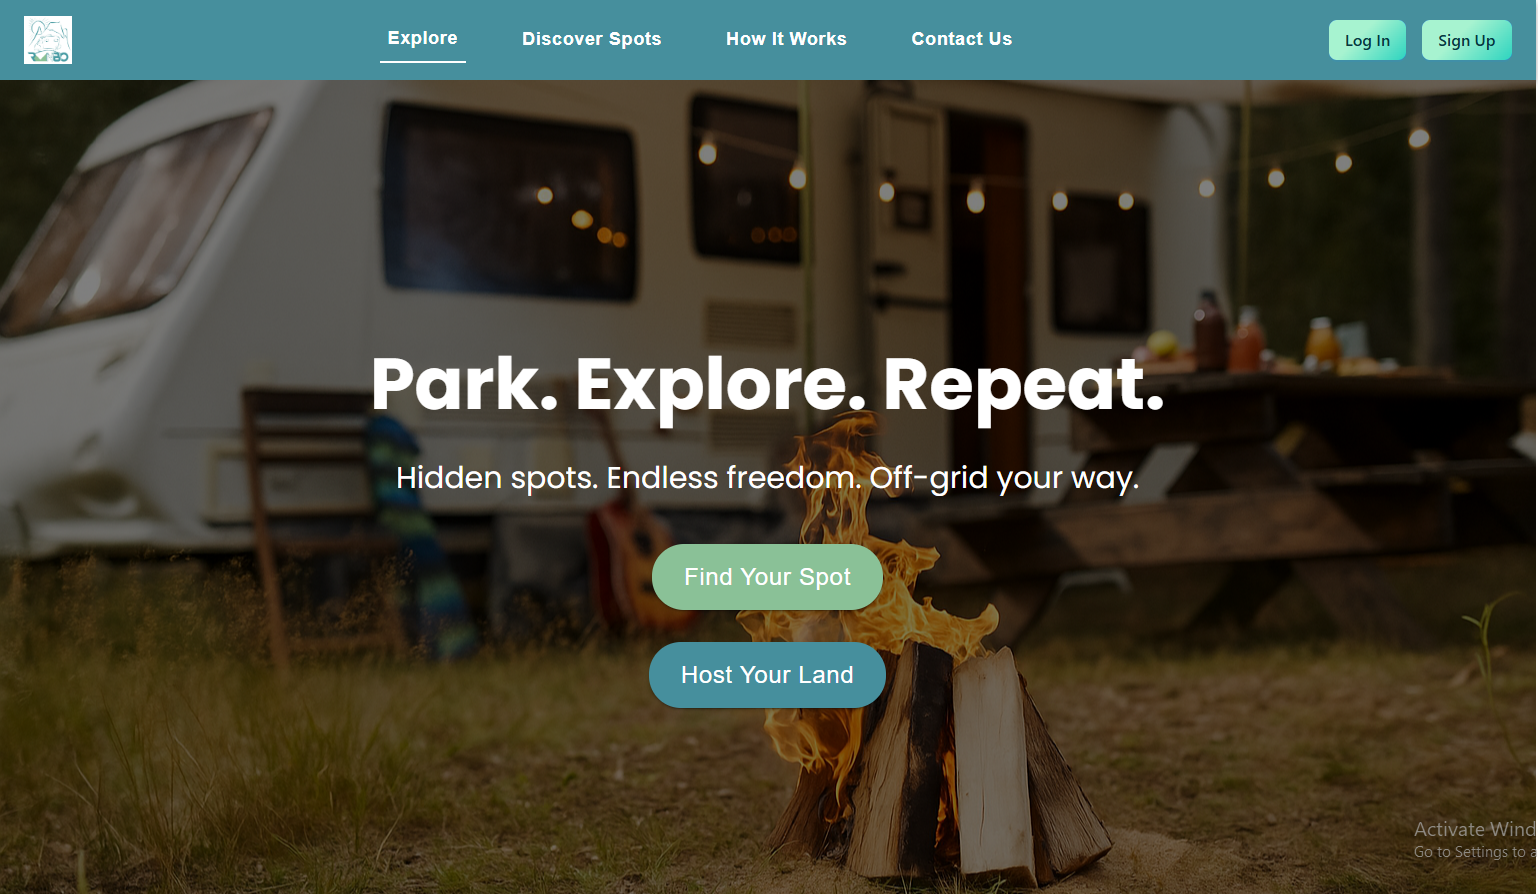 Explore
Discover Spots
How It Works
Contact Us
Log In
Sign Up
Park. Explore. Repeat.
Hidden spots. Endless freedom. Off-grid your way.
Find Your Spot
Host Your Land
Activate Wind
Go to Settings to a